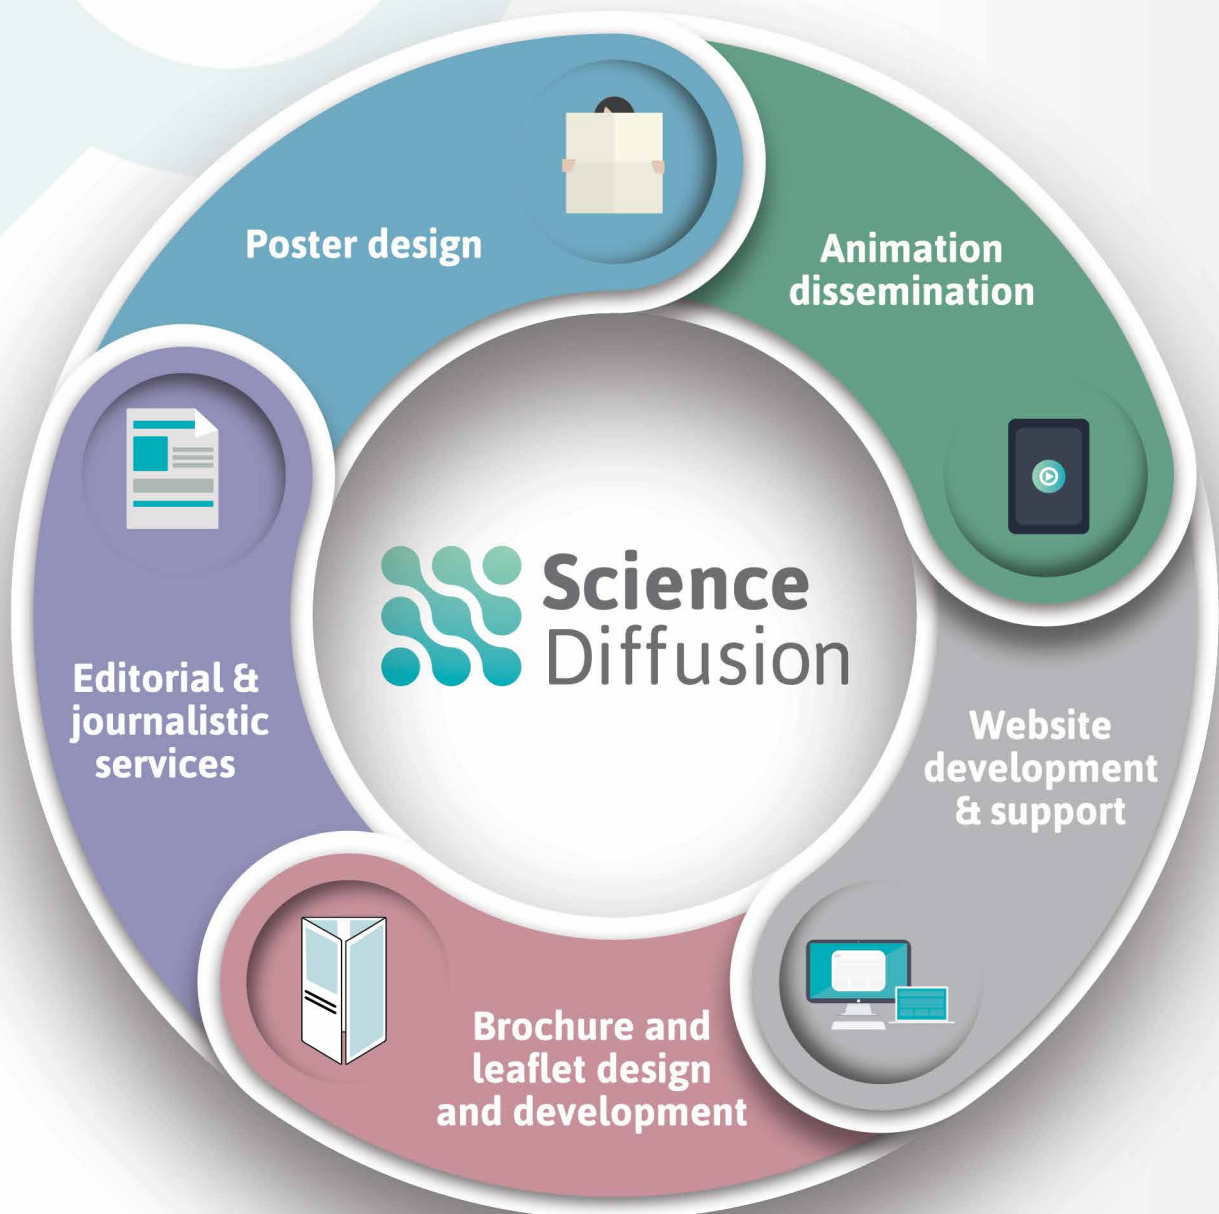 Poster design
Animation
dissemination
Science
Diffusion
Editorial &
journalistic
services
Website
development
& support
Brochure and
leaflet design
and development